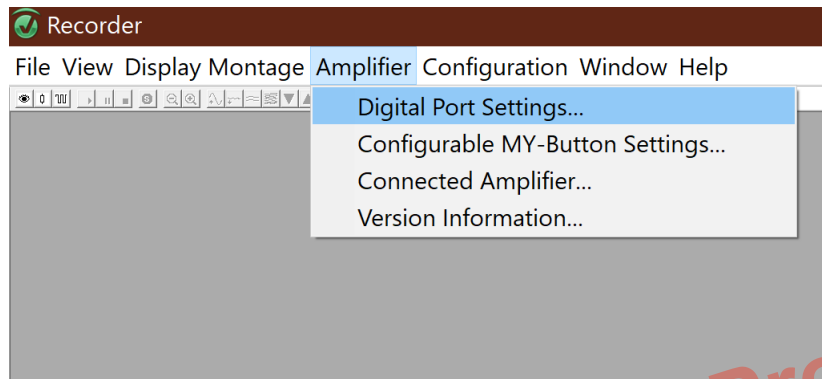 Recorder
File View Display Montage Amplifier Configuration Window Help
Digital Port Settings...
Configurable MY-Button Settings...
Connected Amplifier...
Version Information...